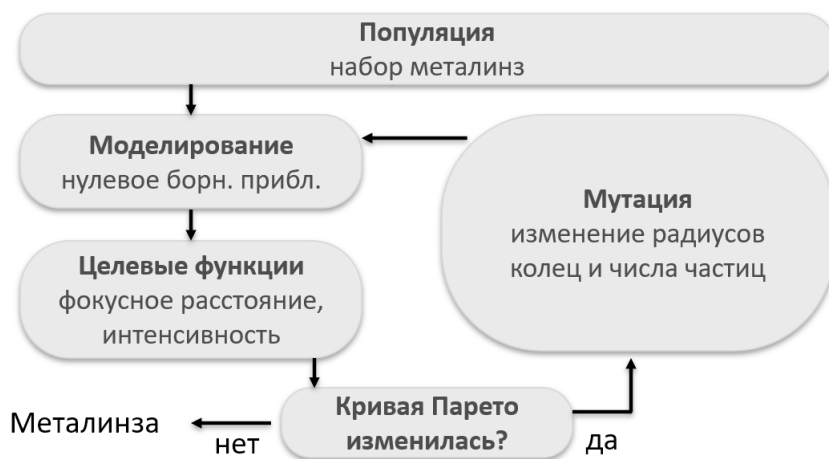 Популяция
набор металинз
Моделирование
нулевое борн. прибл.
Мутация
изменение радиусов
колец и числа частиц
Целевые функции
фокусное расстояние,
интенсивность
Кривая Парето
изменилась?
Металинза
нет
да